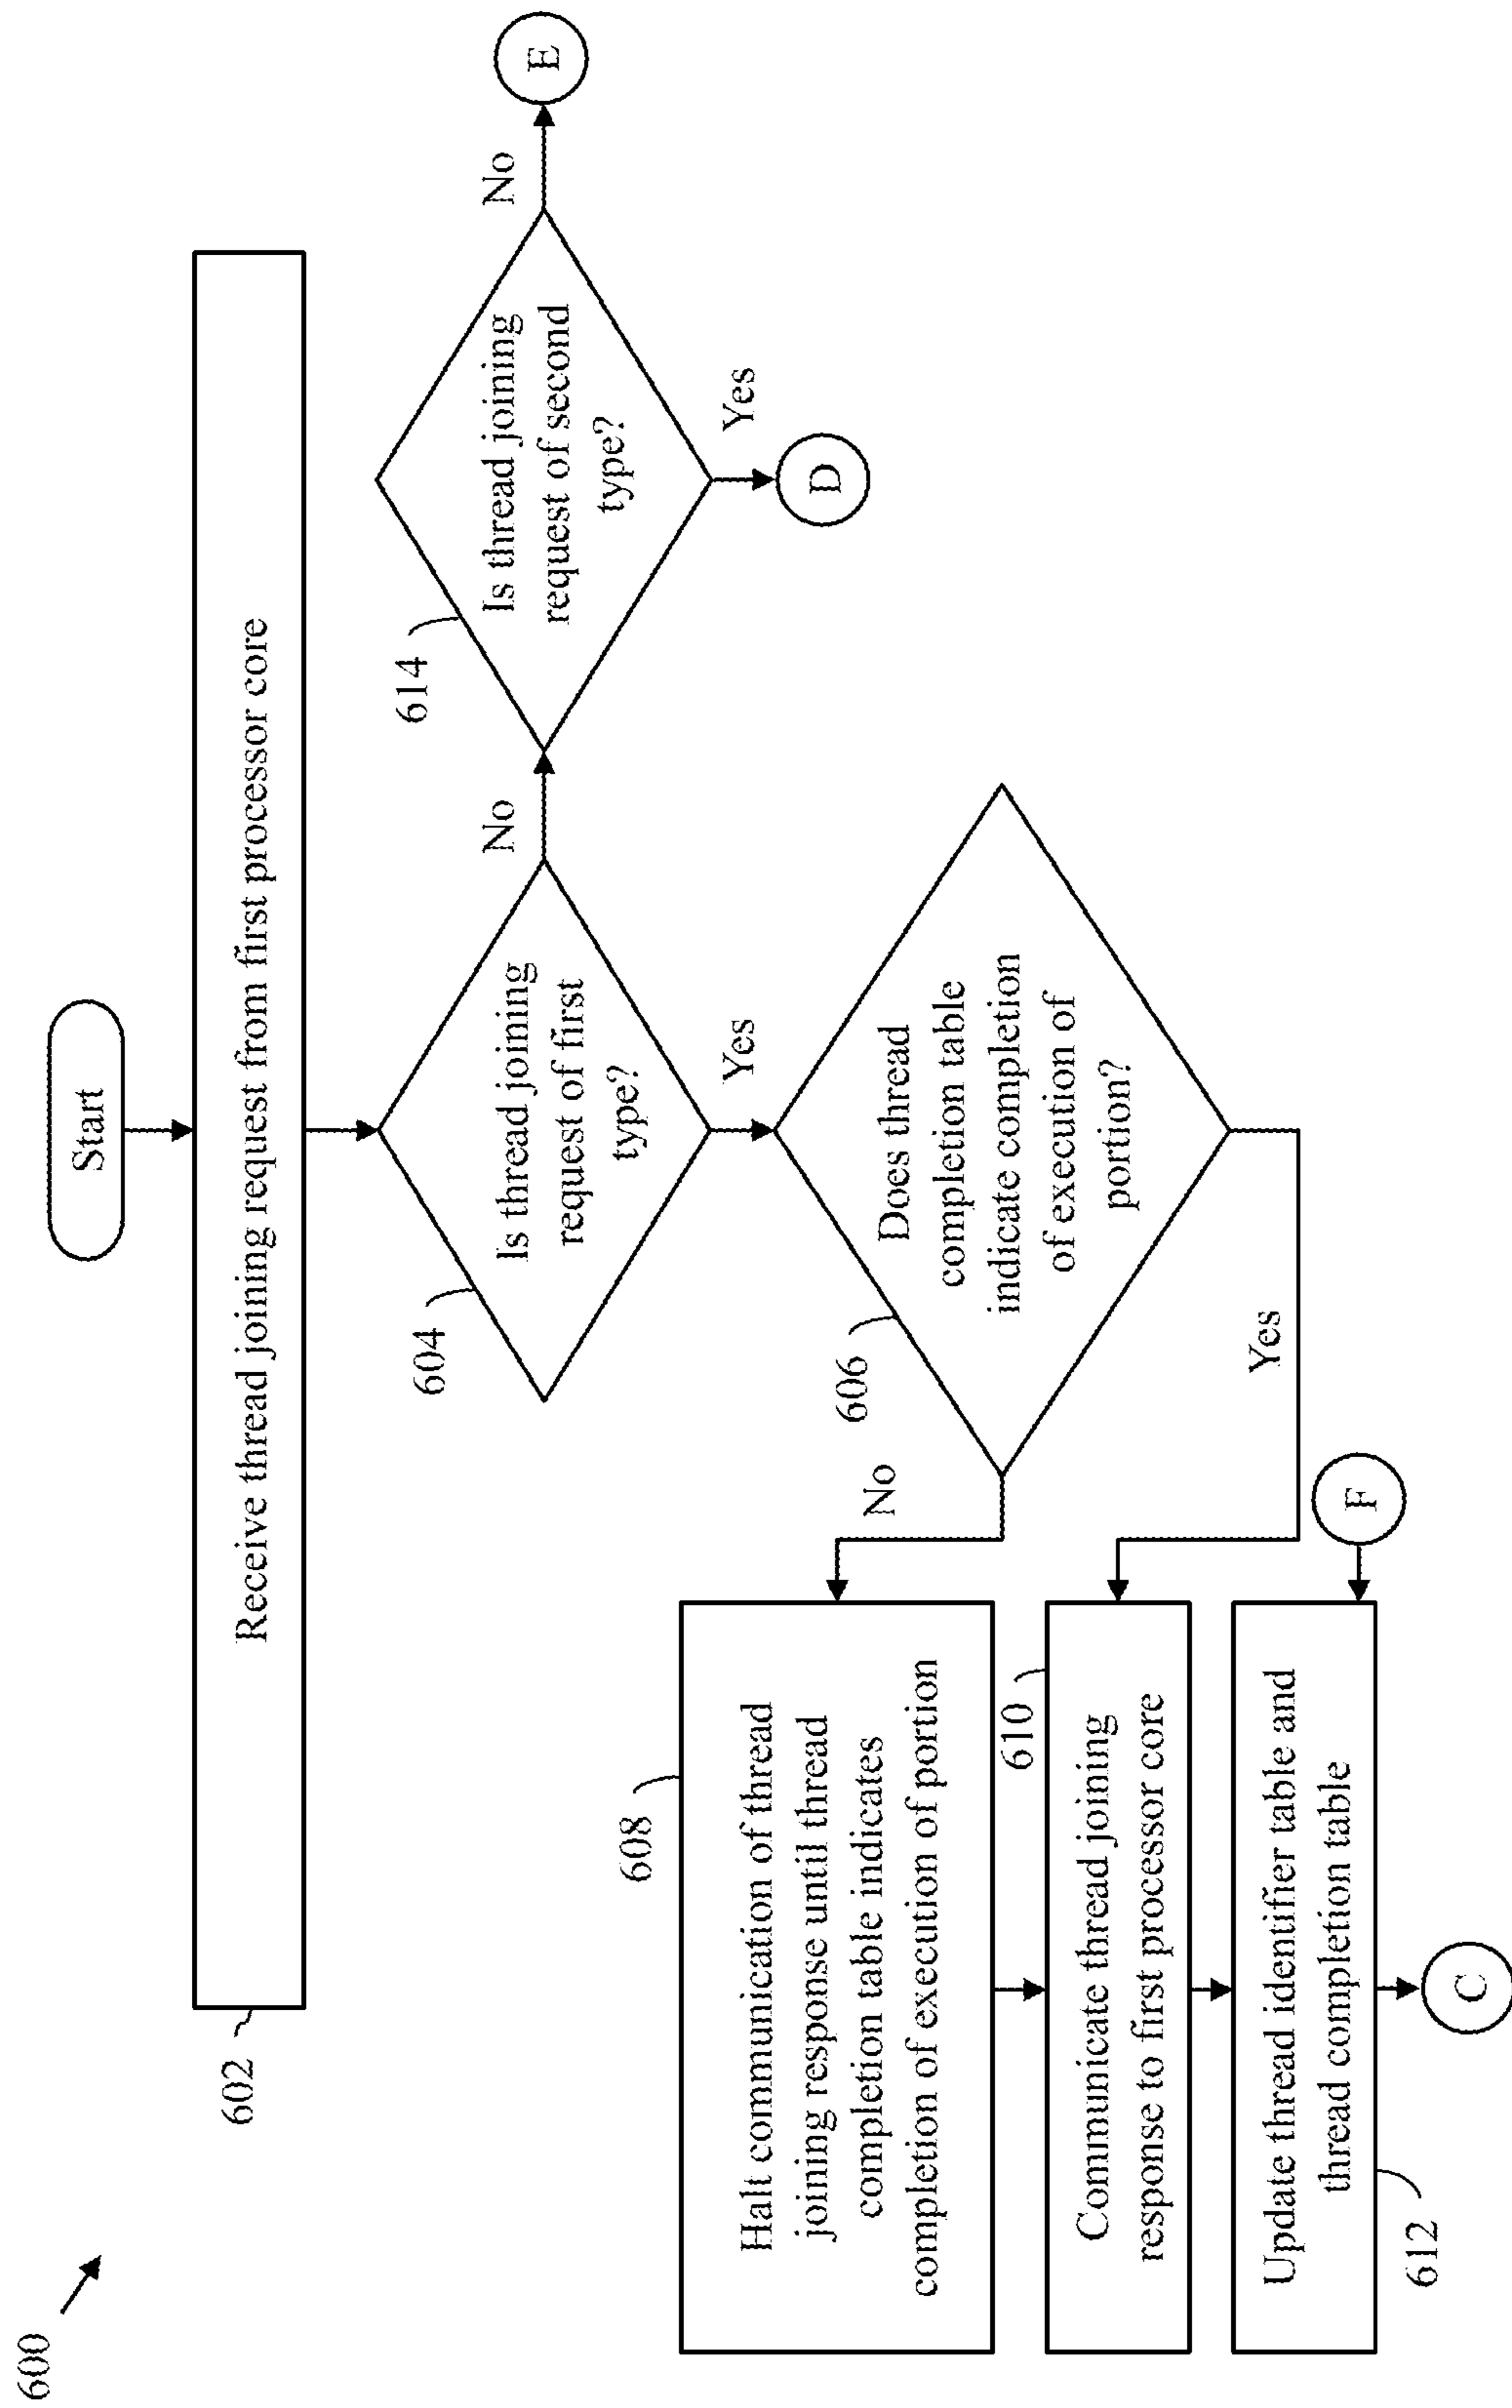 600
Start
602
Receive thread joining request from first processor core
604
Is thread joining
request of first
type?
No
614
Is thread joining
request of second
type?
No
E
Yes
D
Yes
606
Does thread
completion table
indicate completion
of execution of
portion?
No
Yes
608
Halt communication of thread
joining response until thread
completion table indicates
completion of execution of portion
610
Communicate thread joining
response to first processor core
F
612
Update thread identifier table and
thread completion table
C